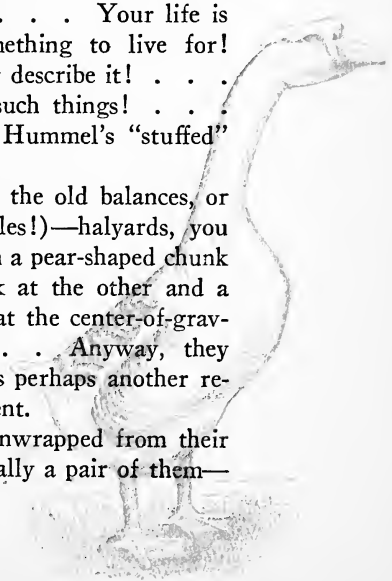 . . . Your life is
mething to live for!
describe it! . . .
such things! . . .
Hummel's "stuffed"
the old balances, or
les!)—halyards, you
a pear-shaped chunk
at the other and a
at the center-of-grav-
. . Anyway, they
s perhaps another re-
ent.
nwrapped from their
ally a pair of them—